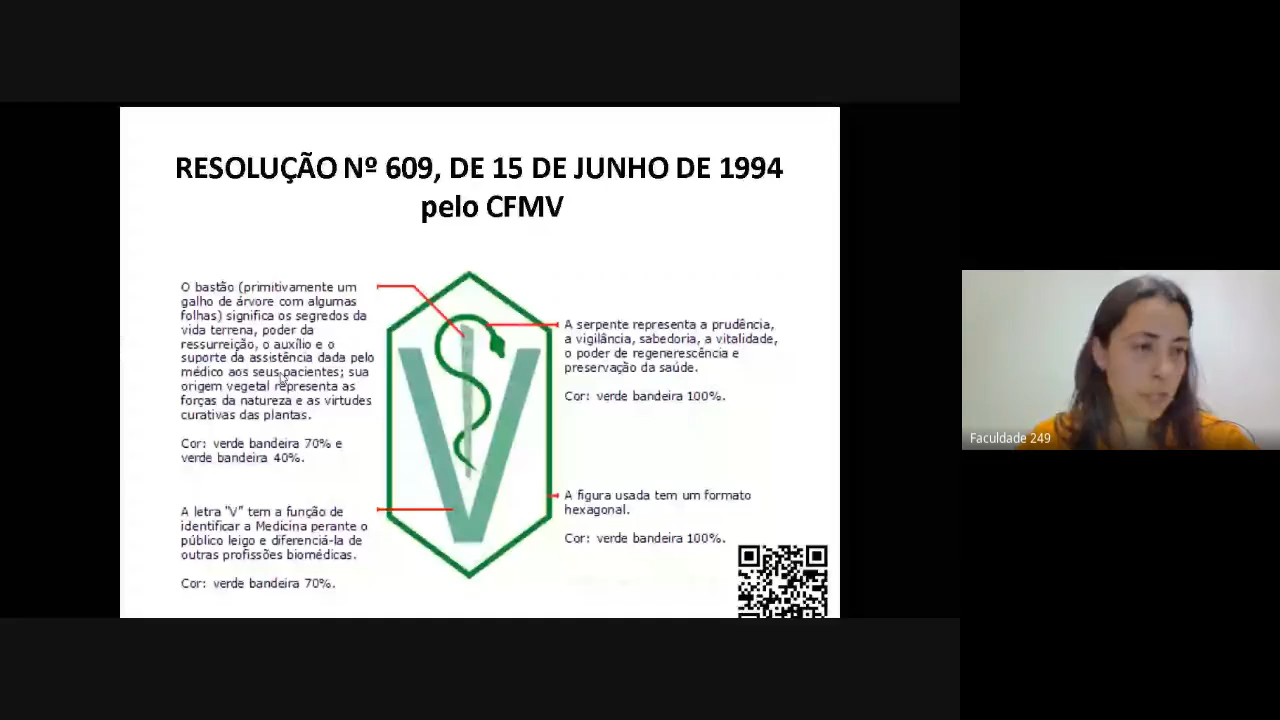 RESOLUÇÃO Nº 609, DE 15 DE JUNHO DE 1994
pelo CFMV
O bastão (primitivamente um
galho de árvore com algumas
folhas) significa os segredos da
vida terrena, poder da
ressurreição, o auxílio e o
suporte da assistência dada pelo
médico aos seus pacientes; sua
origem vegetal representa as
forças da natureza e as virtudes
curativas das plantas.
Cor: verde bandeira 70% e
verde bandeira 40%.
A letra "V" tem a função de
identificar a Medicina perante o
público leigo e diferenciá-la de
outras profissões biomédicas.
Cor: verde bandeira 70%.
V
A serpente representa a prudência,
a vigilância, sabedoria, a vitalidade,
o poder de regenerescência e
preservação da saúde.
Cor: verde bandeira 100%.
A figura usada tem um formato
hexagonal.
Cor: verde bandeira 100%.
Faculdade 249